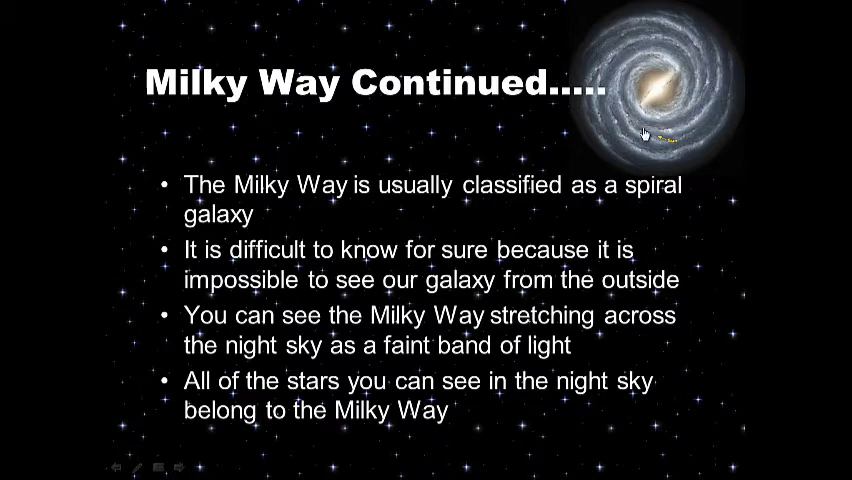 Milky Way Continued.....
• The Milky Way is usually classified as a spiral
galaxy
• It is difficult to know for sure because it is
impossible to see our galaxy from the outside
• You can see the Milky Way stretching across
the night sky as a faint band of light
• All of the stars you can see in the night sky
belong to the Milky Way